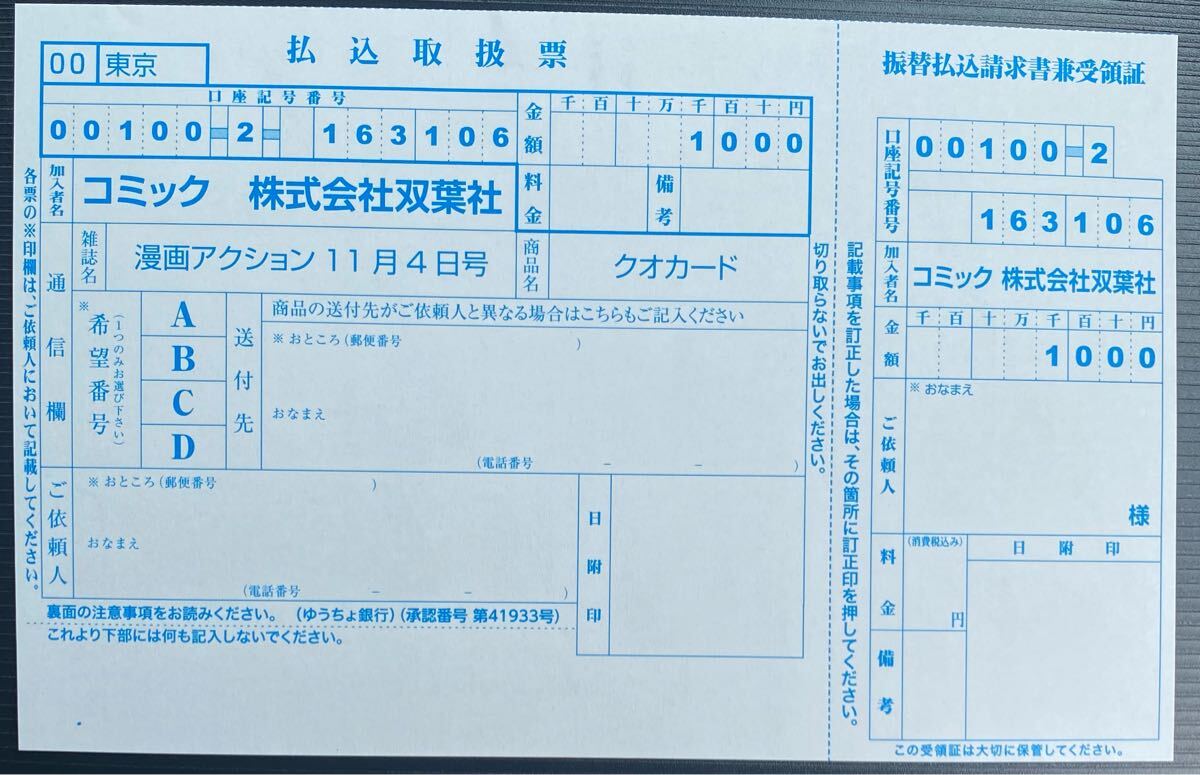 払込取扱票
00 東京
口座記号番号
00100-2- 163106
金額
千 百 十 万 千 百 十 円
1000
加入者名
コミック 株式会社双葉社
料金
備考
各票の※印欄は、ご依頼人において記載してください。
通信欄
雑誌名
漫画アクション11月4日号
商品名
クオカード
※希望番号
(1つのみお選び下さい)
A
B
C
D
送付先
商品の送付先がご依頼人と異なる場合はこちらもご記入ください
※おところ(郵便番号 )
おなまえ
(電話番号 − − )
ご依頼人
※おところ(郵便番号 )
おなまえ
(電話番号 − − )
日附印
裏面の注意事項をお読みください。(ゆうちょ銀行)(承認番号 第41933号)
これより下部には何も記入しないでください。
切り取らないでお出しください。
記載事項を訂正した場合は、その箇所に訂正印を押してください。
振替払込請求書兼受領証
口座記号番号
00100-2
163106
加入者名
コミック 株式会社双葉社
金額
千 百 十 万 千 百 十 円
1000
ご依頼人
※おなまえ
様
料金
(消費税込み)
円
日附印
備考
この受領証は大切に保管してください。